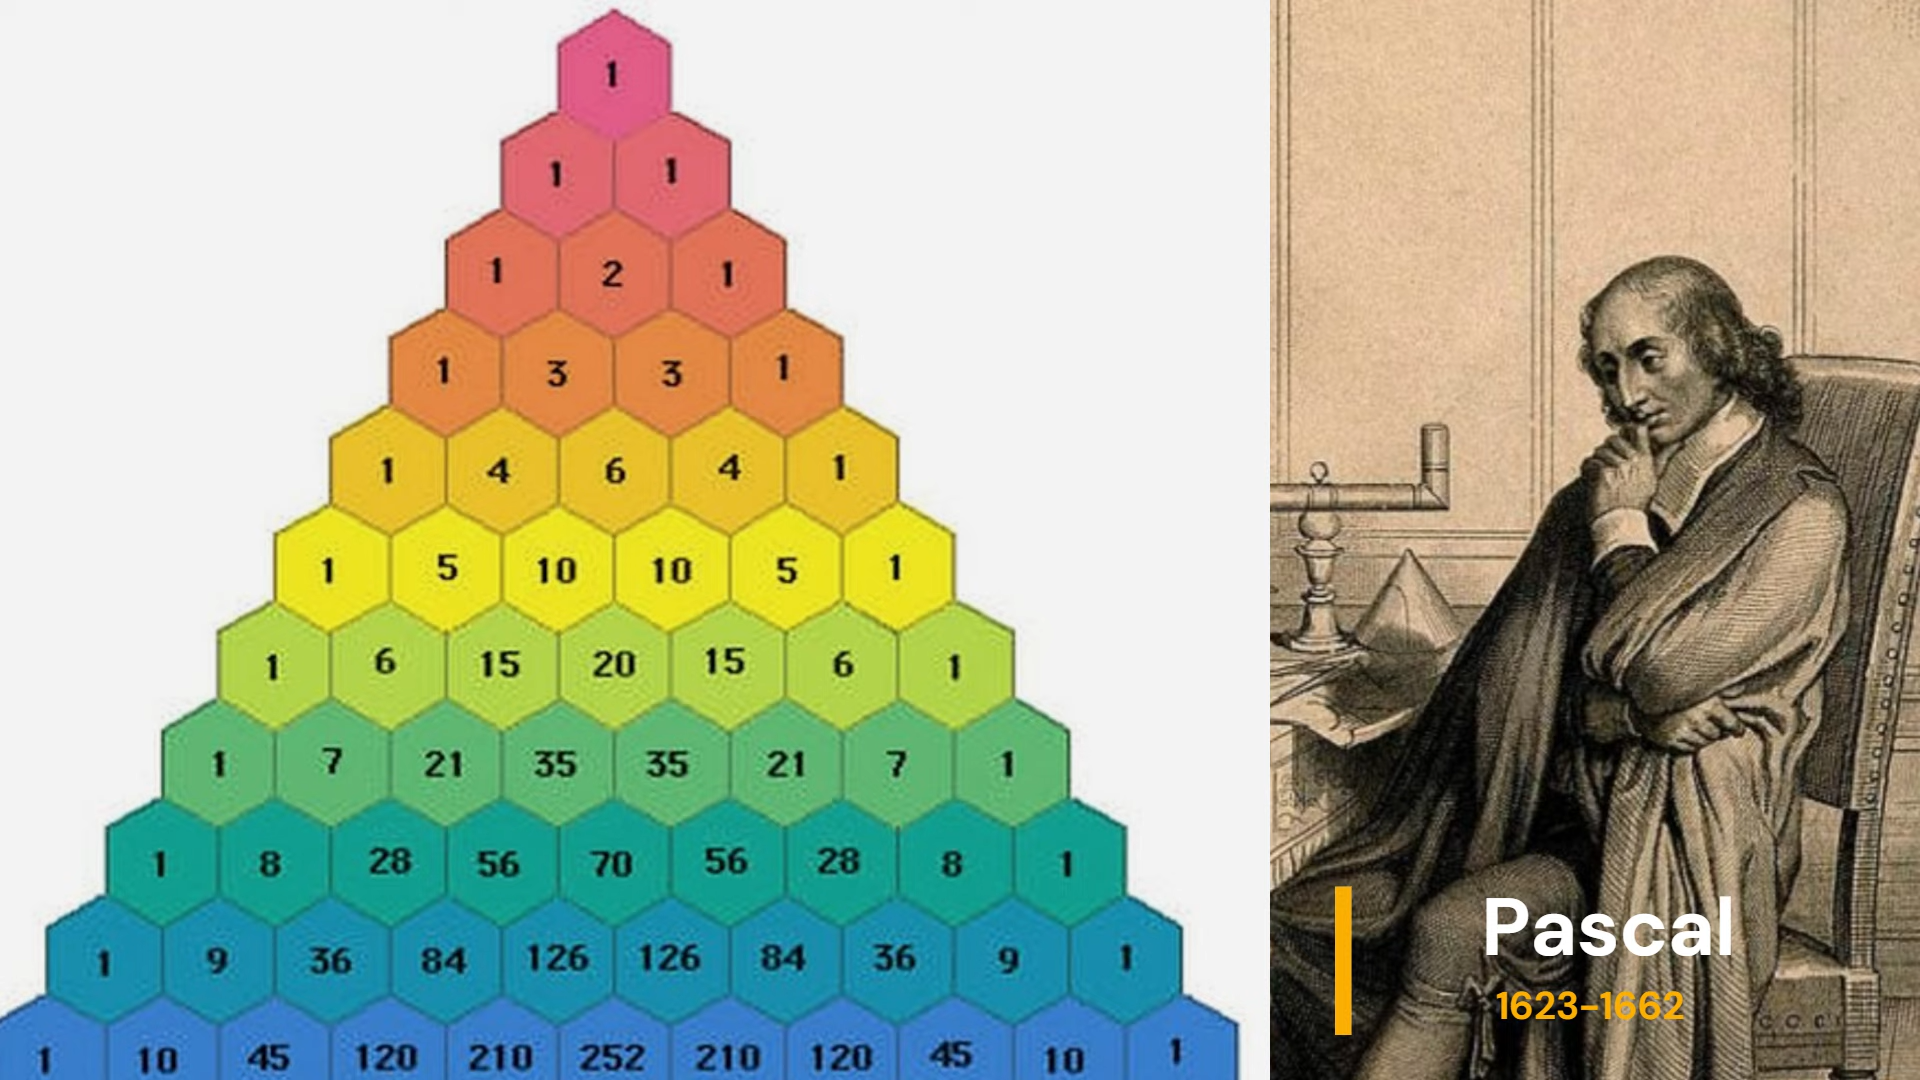 1
1 1
1 2 1
1 3 3 1
1 4 6 4 1
1 5 10 10 5 1
1 6 15 20 15 6 1
1 7 21 35 35 21 7 1
1 8 28 56 70 56 28 8 1
1 9 36 84 126 126 84 36 9 1
1 10 45 120 210 252 210 120 45 10 1
Pascal
1623-1662